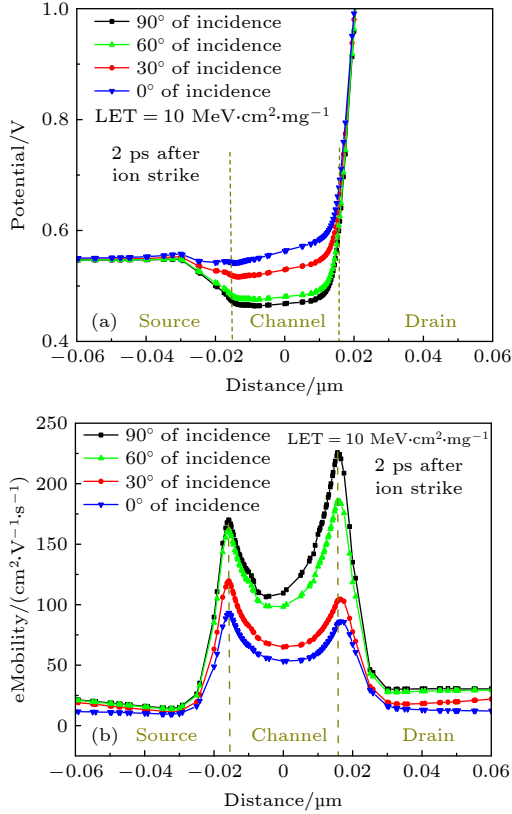 1.0
0.8
0.6
0.4
Potential/V
90° of incidence
60° of incidence
30° of incidence
0° of incidence
LET = 10 MeV·cm²·mg⁻¹
2 ps after
ion strike
(a)
Source
Channel
Drain
−0.06 −0.04 −0.02 0 0.02 0.04 0.06
Distance/μm
250
225
200
175
150
125
100
75
50
25
0
eMobility/(cm²·V⁻¹·s⁻¹)
90° of incidence
60° of incidence
30° of incidence
0° of incidence
LET = 10 MeV·cm²·mg⁻¹
2 ps after
ion strike
(b)
Source
Channel
Drain
−0.06 −0.04 −0.02 0 0.02 0.04 0.06
Distance/μm